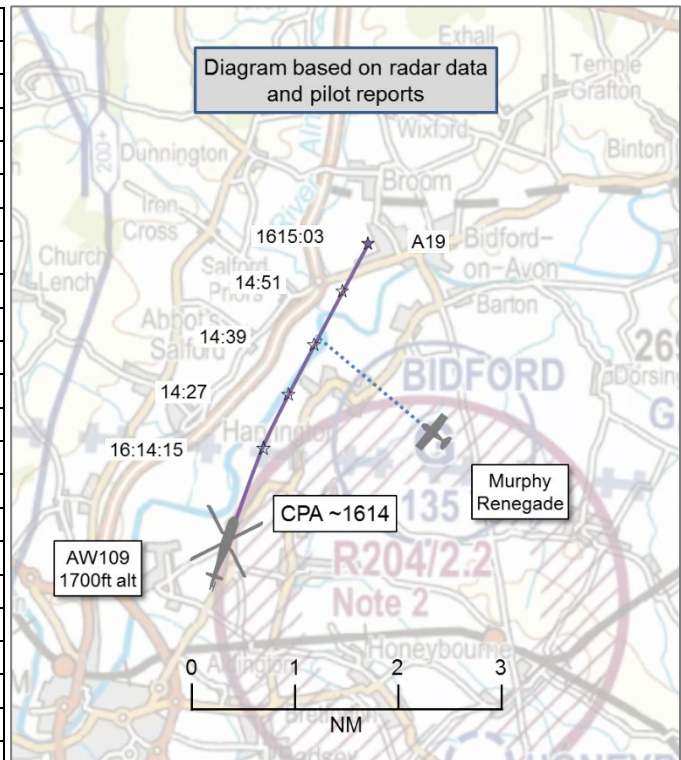 Exhall
Diagram based on radar data
and pilot reports
Temple
Grafton
200+
Wixford
Dunnington
Binton
River
Broom
Iron
Cross
1615:03
A19
Bidford-
on-Avon
Church
Lench
Salford
Priors
14:51
Barton
Abbot's
Salford
14:39
BIDFORD
G
14:27
16:14:15
G
Murphy
Renegade
CPA ~1614
135
AW109
1700ft alt
R204/2.2
Note 2
Honeybourne
0 1 2 3
NM